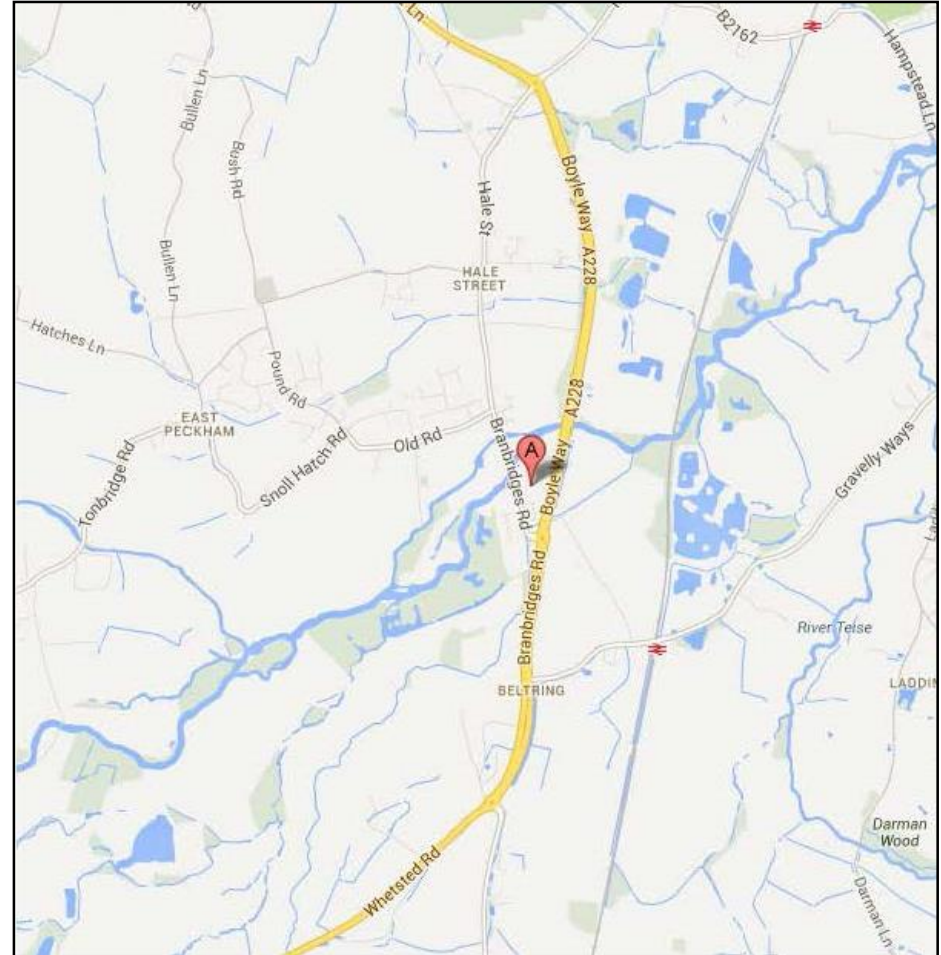 Ln
B2162
Hampstead Ln
Bullen Ln
Bush Rd
Boyle Way
A228
Hale St
Bullen Ln
HALE
STREET
Hatches Ln
Pound Rd
A228
EAST
PECKHAM
Old Rd
Snoll Hatch Rd
Tonbridge Rd
Branbridges Rd
A
Boyle Way
Gravelly Ways
Branbridges Rd
River Teise
BELTRING
LADDIN
Whetsted Rd
Darman
Wood
Darman Ln